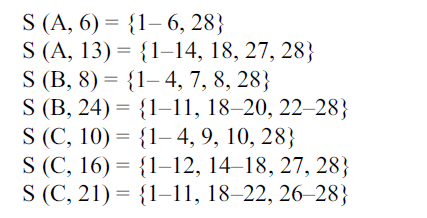 S (A, 6) = {1– 6, 28}
S (A, 13) = {1–14, 18, 27, 28}
S (B, 8) = {1– 4, 7, 8, 28}
S (B, 24) = {1–11, 18–20, 22–28}
S (C, 10) = {1– 4, 9, 10, 28}
S (C, 16) = {1–12, 14–18, 27, 28}
S (C, 21) = {1–11, 18–22, 26–28}